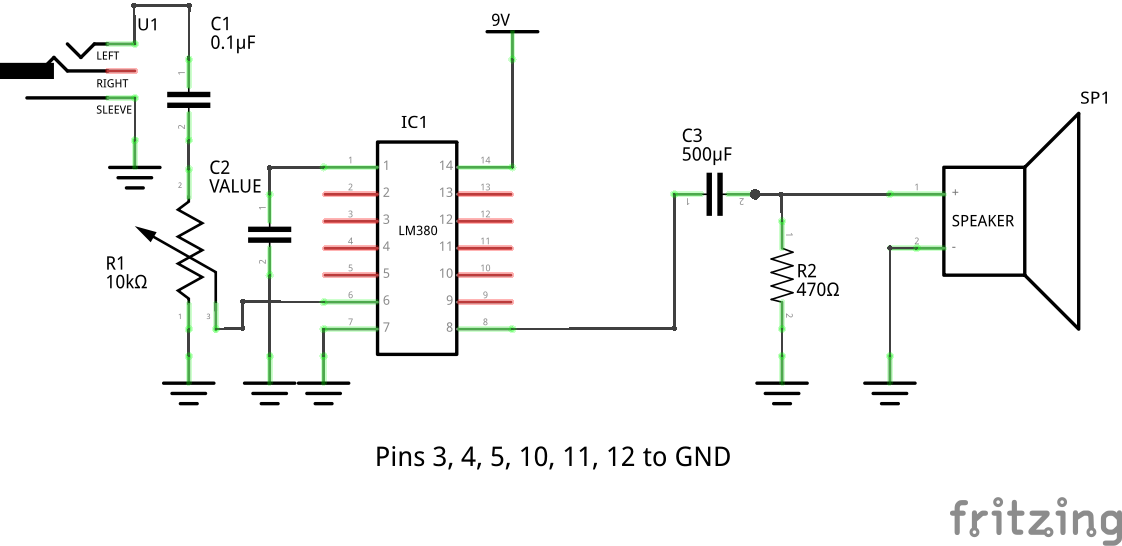 U1
LEFT
RIGHT
SLEEVE
C1
0.1µF
1
2
2
R1
10kΩ
1
3
C2
VALUE
1
2
IC1
LM380
1 1
2 2
3 3
4 4
5 5
6 6
7 7
14 14
13 13
12 12
11 11
10 10
9 9
8 8
9V
C3
500µF
1
2
1
R2
470Ω
2
SP1
1 +
SPEAKER
2 -
Pins 3, 4, 5, 10, 11, 12 to GND
fritzing